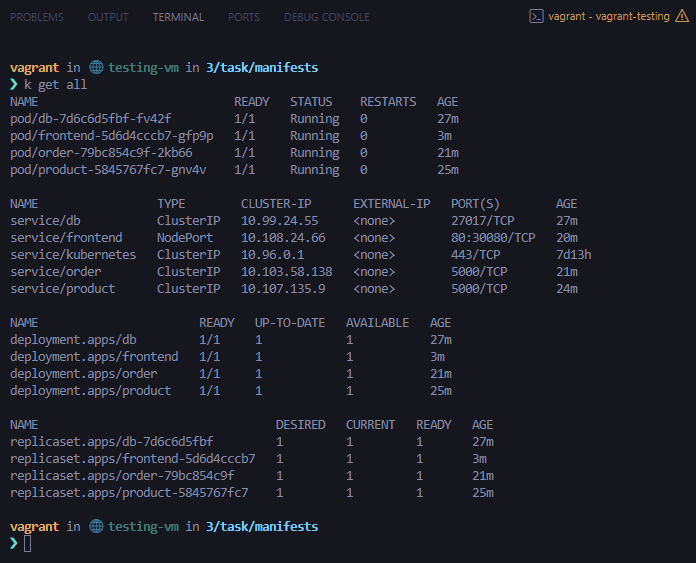 PROBLEMS OUTPUT TERMINAL PORTS DEBUG CONSOLE vagrant - vagrant-testing
vagrant in testing-vm in 3/task/manifests
❯ k get all
NAME READY STATUS RESTARTS AGE
pod/db-7d6c6d5fbf-fv42f 1/1 Running 0 27m
pod/frontend-5d6d4cccb7-gfp9p 1/1 Running 0 3m
pod/order-79bc854c9f-2kb66 1/1 Running 0 21m
pod/product-5845767fc7-gnv4v 1/1 Running 0 25m
NAME TYPE CLUSTER-IP EXTERNAL-IP PORT(S) AGE
service/db ClusterIP 10.99.24.55 <none> 27017/TCP 27m
service/frontend NodePort 10.108.24.66 <none> 80:30080/TCP 20m
service/kubernetes ClusterIP 10.96.0.1 <none> 443/TCP 7d13h
service/order ClusterIP 10.103.58.138 <none> 5000/TCP 21m
service/product ClusterIP 10.107.135.9 <none> 5000/TCP 24m
NAME READY UP-TO-DATE AVAILABLE AGE
deployment.apps/db 1/1 1 1 27m
deployment.apps/frontend 1/1 1 1 3m
deployment.apps/order 1/1 1 1 21m
deployment.apps/product 1/1 1 1 25m
NAME DESIRED CURRENT READY AGE
replicaset.apps/db-7d6c6d5fbf 1 1 1 27m
replicaset.apps/frontend-5d6d4cccb7 1 1 1 3m
replicaset.apps/order-79bc854c9f 1 1 1 21m
replicaset.apps/product-5845767fc7 1 1 1 25m
vagrant in testing-vm in 3/task/manifests
❯